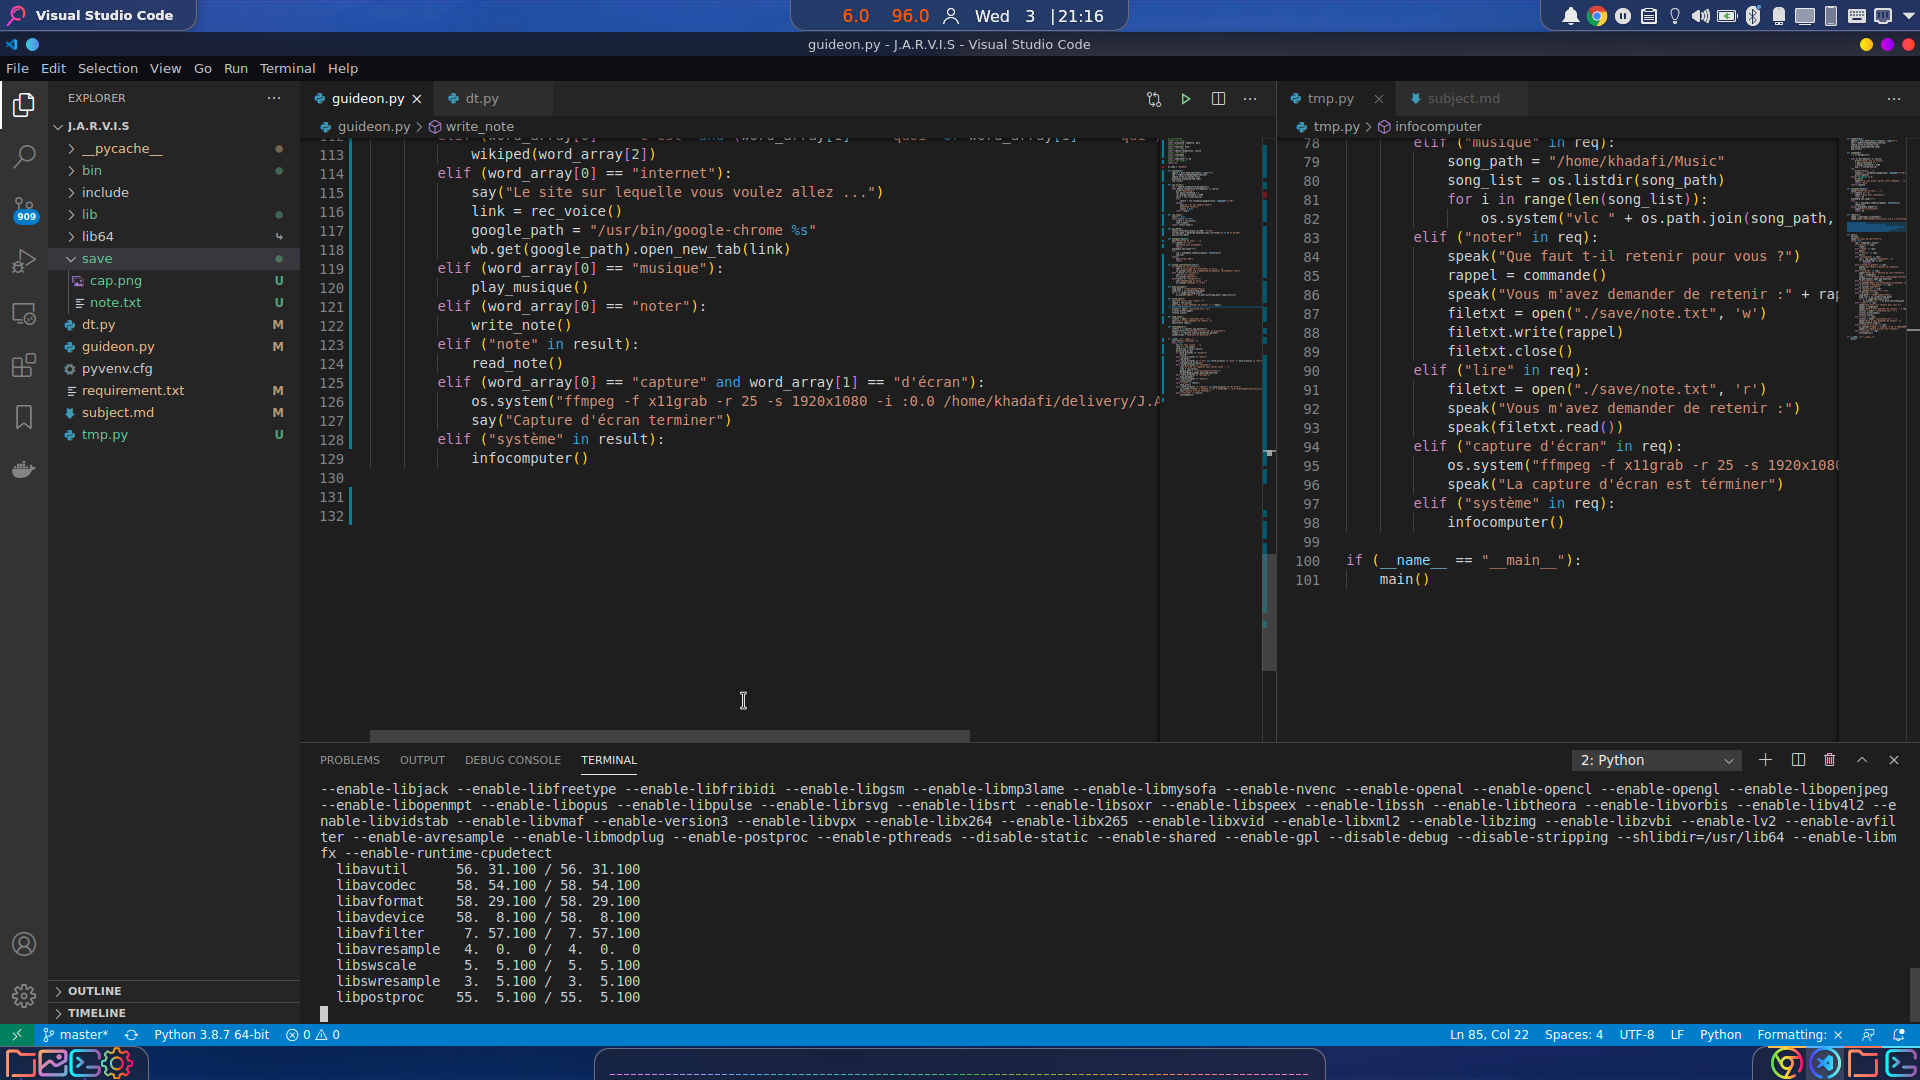 Visual Studio Code
6.0 96.0 Wed 3 |21:16
guideon.py - J.A.R.V.I.S - Visual Studio Code
File Edit Selection View Go Run Terminal Help
EXPLORER
J.A.R.V.I.S
__pycache__
bin
include
lib
909
lib64
save
cap.png U
note.txt U
dt.py M
guideon.py M
pyvenv.cfg
requirement.txt M
subject.md M
tmp.py U
OUTLINE
TIMELINE
guideon.py dt.py
guideon.py > write_note
113 wikiped(word_array[2])
114 elif (word_array[0] == "internet"):
115 say("Le site sur lequelle vous voulez allez ...")
116 link = rec_voice()
117 google_path = "/usr/bin/google-chrome %s"
118 wb.get(google_path).open_new_tab(link)
119 elif (word_array[0] == "musique"):
120 play_musique()
121 elif (word_array[0] == "noter"):
122 write_note()
123 elif ("note" in result):
124 read_note()
125 elif (word_array[0] == "capture" and word_array[1] == "d'écran"):
126 os.system("ffmpeg -f x11grab -r 25 -s 1920x1080 -i :0.0 /home/khadafi/delivery/J.A
127 say("Capture d'écran terminer")
128 elif ("système" in result):
129 infocomputer()
130
131
132
tmp.py subject.md
tmp.py > infocomputer
78 elif ("musique" in req):
79 song_path = "/home/khadafi/Music"
80 song_list = os.listdir(song_path)
81 for i in range(len(song_list)):
82 os.system("vlc " + os.path.join(song_path,
83 elif ("noter" in req):
84 speak("Que faut t-il retenir pour vous ?")
85 rappel = commande()
86 speak("Vous m'avez demander de retenir :" + rap
87 filetxt = open("./save/note.txt", 'w')
88 filetxt.write(rappel)
89 filetxt.close()
90 elif ("lire" in req):
91 filetxt = open("./save/note.txt", 'r')
92 speak("Vous m'avez demander de retenir :")
93 speak(filetxt.read())
94 elif ("capture d'écran" in req):
95 os.system("ffmpeg -f x11grab -r 25 -s 1920x1080
96 speak("La capture d'écran est términer")
97 elif ("système" in req):
98 infocomputer()
99
100 if (__name__ == "__main__"):
101 main()
PROBLEMS OUTPUT DEBUG CONSOLE TERMINAL 2: Python
--enable-libjack --enable-libfreetype --enable-libfribidi --enable-libgsm --enable-libmp3lame --enable-libmysofa --enable-nvenc --enable-openal --enable-opencl --enable-opengl --enable-libopenjpeg
--enable-libopenmpt --enable-libopus --enable-libpulse --enable-librsvg --enable-libsrt --enable-libsoxr --enable-libspeex --enable-libssh --enable-libtheora --enable-libvorbis --enable-libv4l2 --e
nable-libvidstab --enable-libvmaf --enable-version3 --enable-libvpx --enable-libx264 --enable-libx265 --enable-libxvid --enable-libxml2 --enable-libzimg --enable-libzvbi --enable-lv2 --enable-avfil
ter --enable-avresample --enable-libmodplug --enable-postproc --enable-pthreads --disable-static --enable-shared --enable-gpl --disable-debug --disable-stripping --shlibdir=/usr/lib64 --enable-libm
fx --enable-runtime-cpudetect
libavutil 56. 31.100 / 56. 31.100
libavcodec 58. 54.100 / 58. 54.100
libavformat 58. 29.100 / 58. 29.100
libavdevice 58. 8.100 / 58. 8.100
libavfilter 7. 57.100 / 7. 57.100
libavresample 4. 0. 0 / 4. 0. 0
libswscale 5. 5.100 / 5. 5.100
libswresample 3. 5.100 / 3. 5.100
libpostproc 55. 5.100 / 55. 5.100
master* Python 3.8.7 64-bit 0 0 Ln 85, Col 22 Spaces: 4 UTF-8 LF Python Formatting: ×